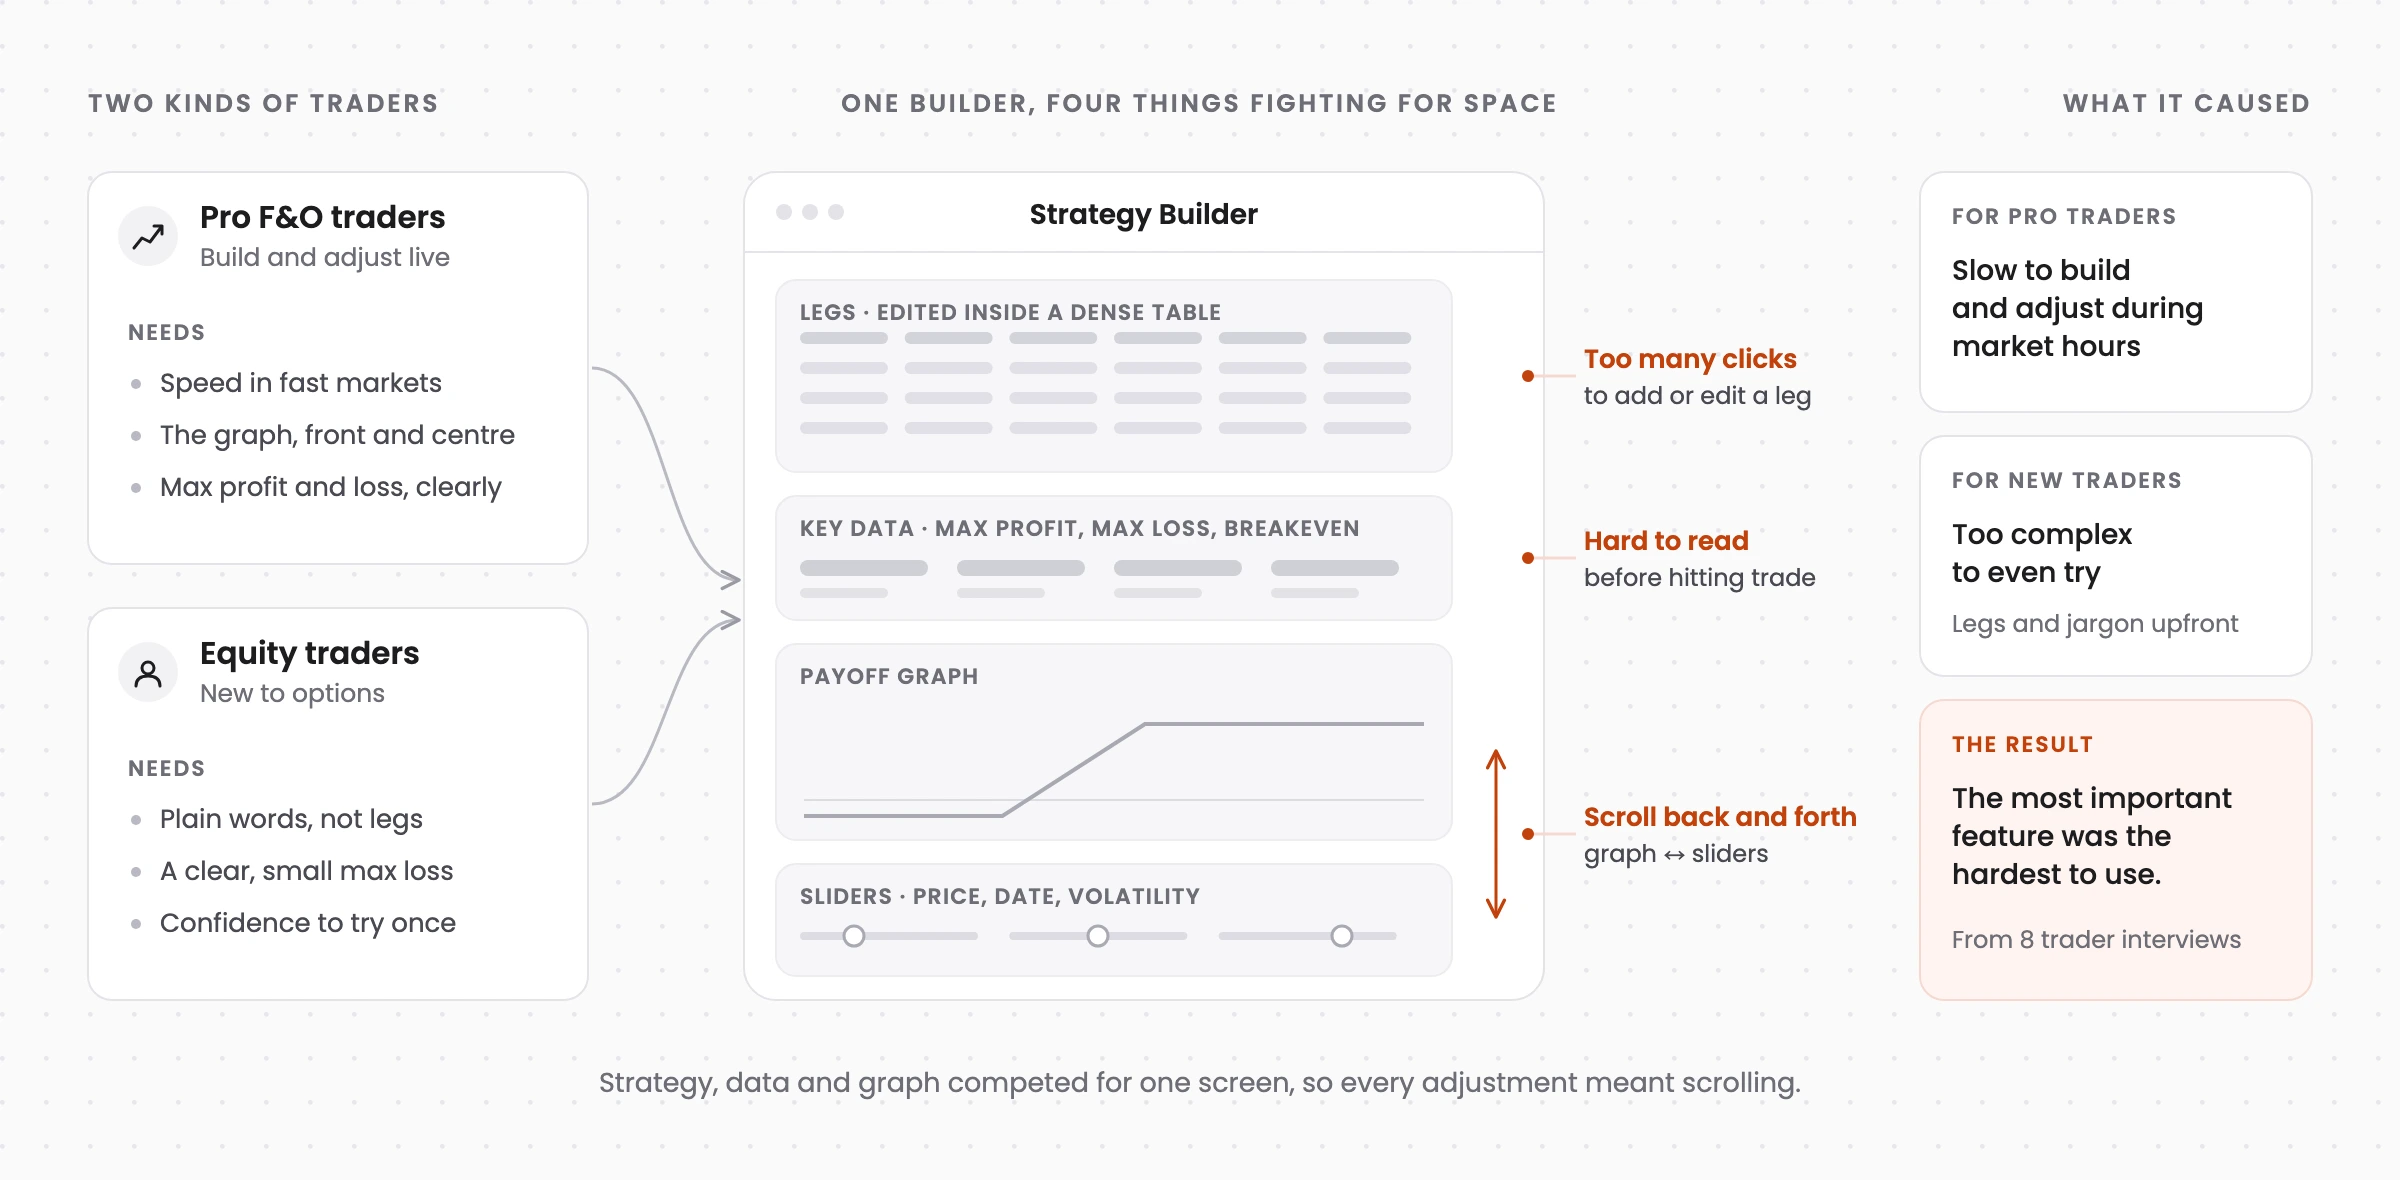 TWO KINDS OF TRADERS
Pro F&O traders
Build and adjust live
NEEDS
Speed in fast markets
The graph, front and centre
Max profit and loss, clearly
Equity traders
New to options
NEEDS
Plain words, not legs
A clear, small max loss
Confidence to try once
ONE BUILDER, FOUR THINGS FIGHTING FOR SPACE
Strategy Builder
LEGS · EDITED INSIDE A DENSE TABLE
KEY DATA · MAX PROFIT, MAX LOSS, BREAKEVEN
PAYOFF GRAPH
SLIDERS · PRICE, DATE, VOLATILITY
Too many clicks
to add or edit a leg
Hard to read
before hitting trade
Scroll back and forth
graph ↔ sliders
WHAT IT CAUSED
FOR PRO TRADERS
Slow to build
and adjust during
market hours
FOR NEW TRADERS
Too complex
to even try
Legs and jargon upfront
THE RESULT
The most important
feature was the
hardest to use.
From 8 trader interviews
Strategy, data and graph competed for one screen, so every adjustment meant scrolling.